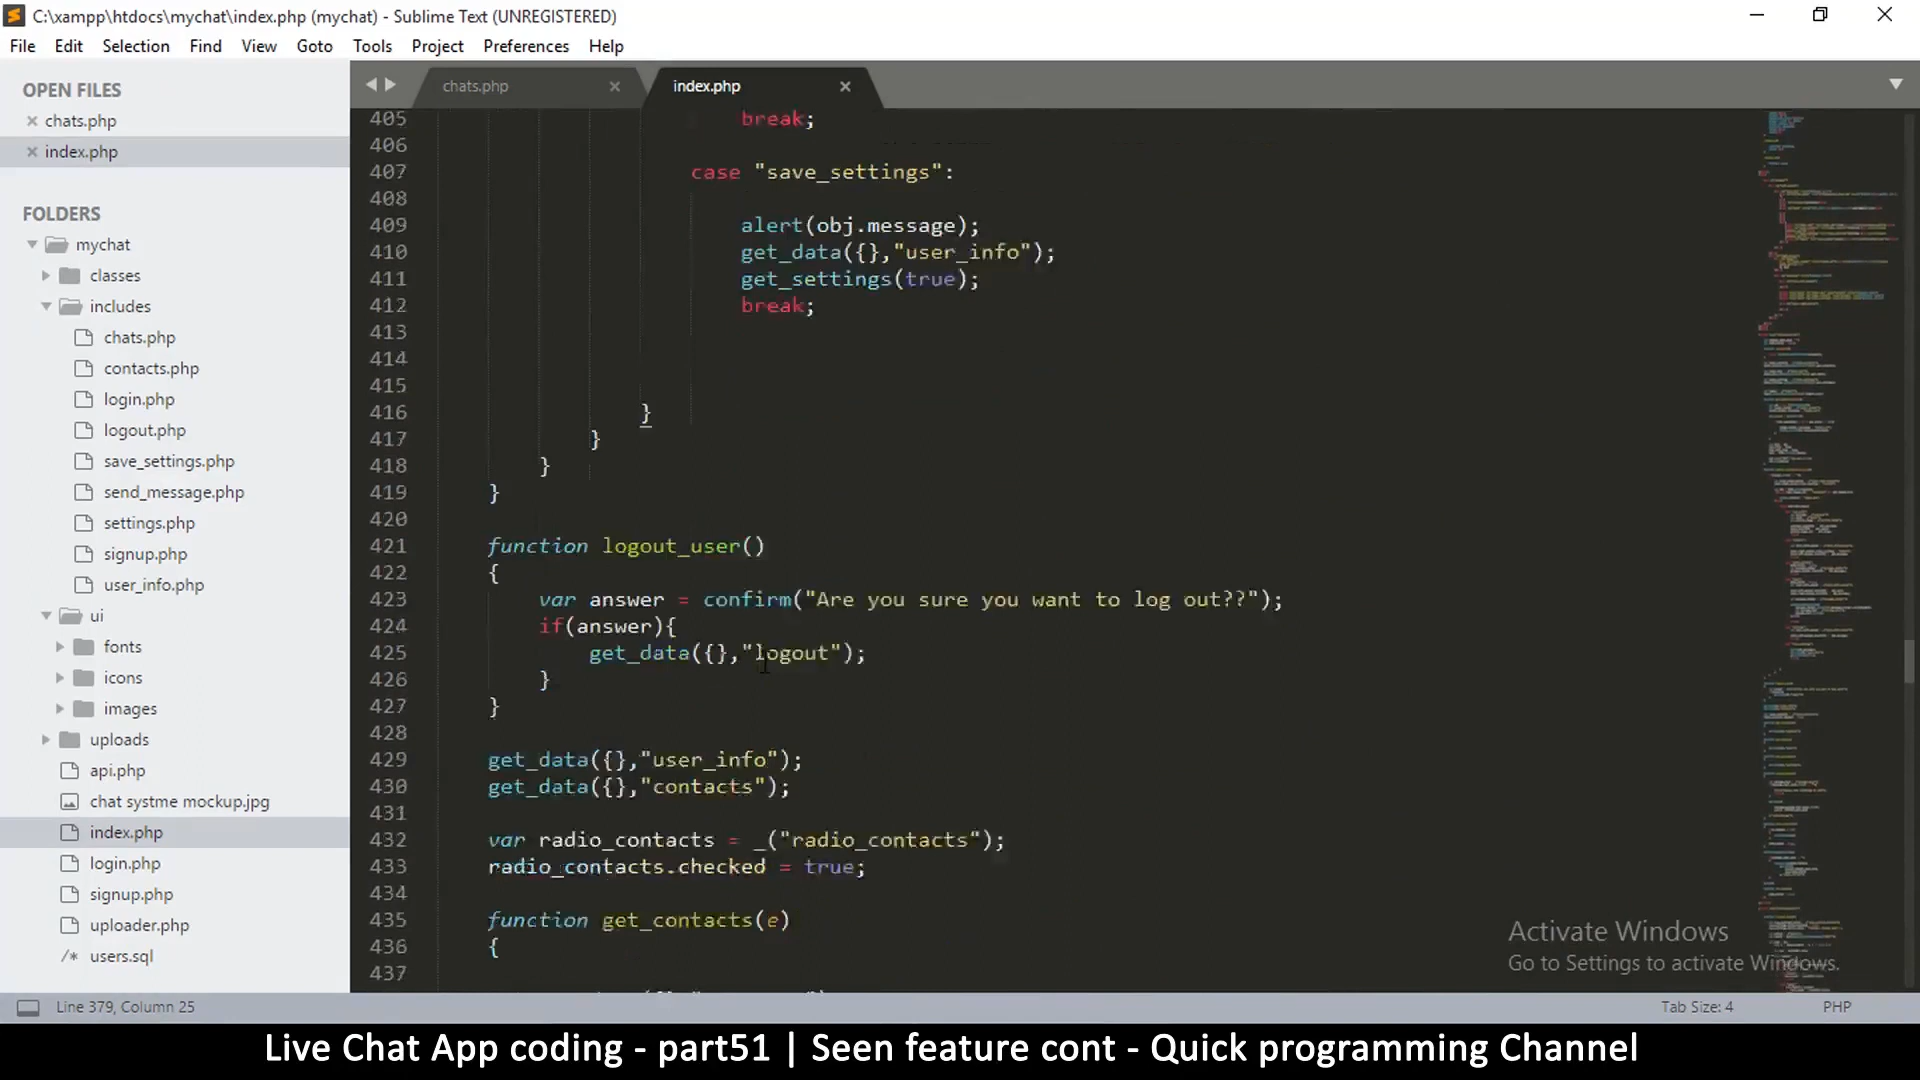 C:\xampp\htdocs\mychat\index.php (mychat) - Sublime Text (UNREGISTERED)
File Edit Selection Find View Goto Tools Project Preferences Help
OPEN FILES
chats.php
index.php
FOLDERS
mychat
classes
includes
chats.php
contacts.php
login.php
logout.php
save_settings.php
send_message.php
settings.php
signup.php
user_info.php
ui
fonts
icons
images
uploads
api.php
chat systme mockup.jpg
index.php
login.php
signup.php
uploader.php
/* users.sql
chats.php index.php
405 break;
406
407 case "save_settings":
408
409 alert(obj.message);
410 get_data({},"user_info");
411 get_settings(true);
412 break;
413
414
415
416 }
417 }
418 }
419 }
420
421 function logout_user()
422 {
423 var answer = confirm("Are you sure you want to log out??");
424 if(answer){
425 get_data({},"logout");
426 }
427 }
428
429 get_data({},"user_info");
430 get_data({},"contacts");
431
432 var radio_contacts = _("radio_contacts");
433 radio_contacts.checked = true;
434
435 function get_contacts(e)
436 {
437
Activate Windows
Go to Settings to activate Windows.
Line 379, Column 25
Tab Size: 4
PHP
Live Chat App coding - part51 | Seen feature cont - Quick programming Channel